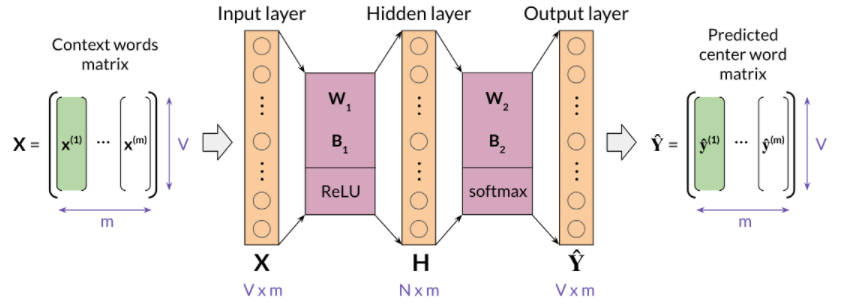 Input layer
Hidden layer
Output layer
Context words
matrix
Predicted
center word
matrix
X = x(1) ... x(m) V
m
W1
B1
ReLU
W2
B2
softmax
Ŷ = ŷ(1) ... ŷ(m) V
m
X
H
Ŷ
V x m
N x m
V x m